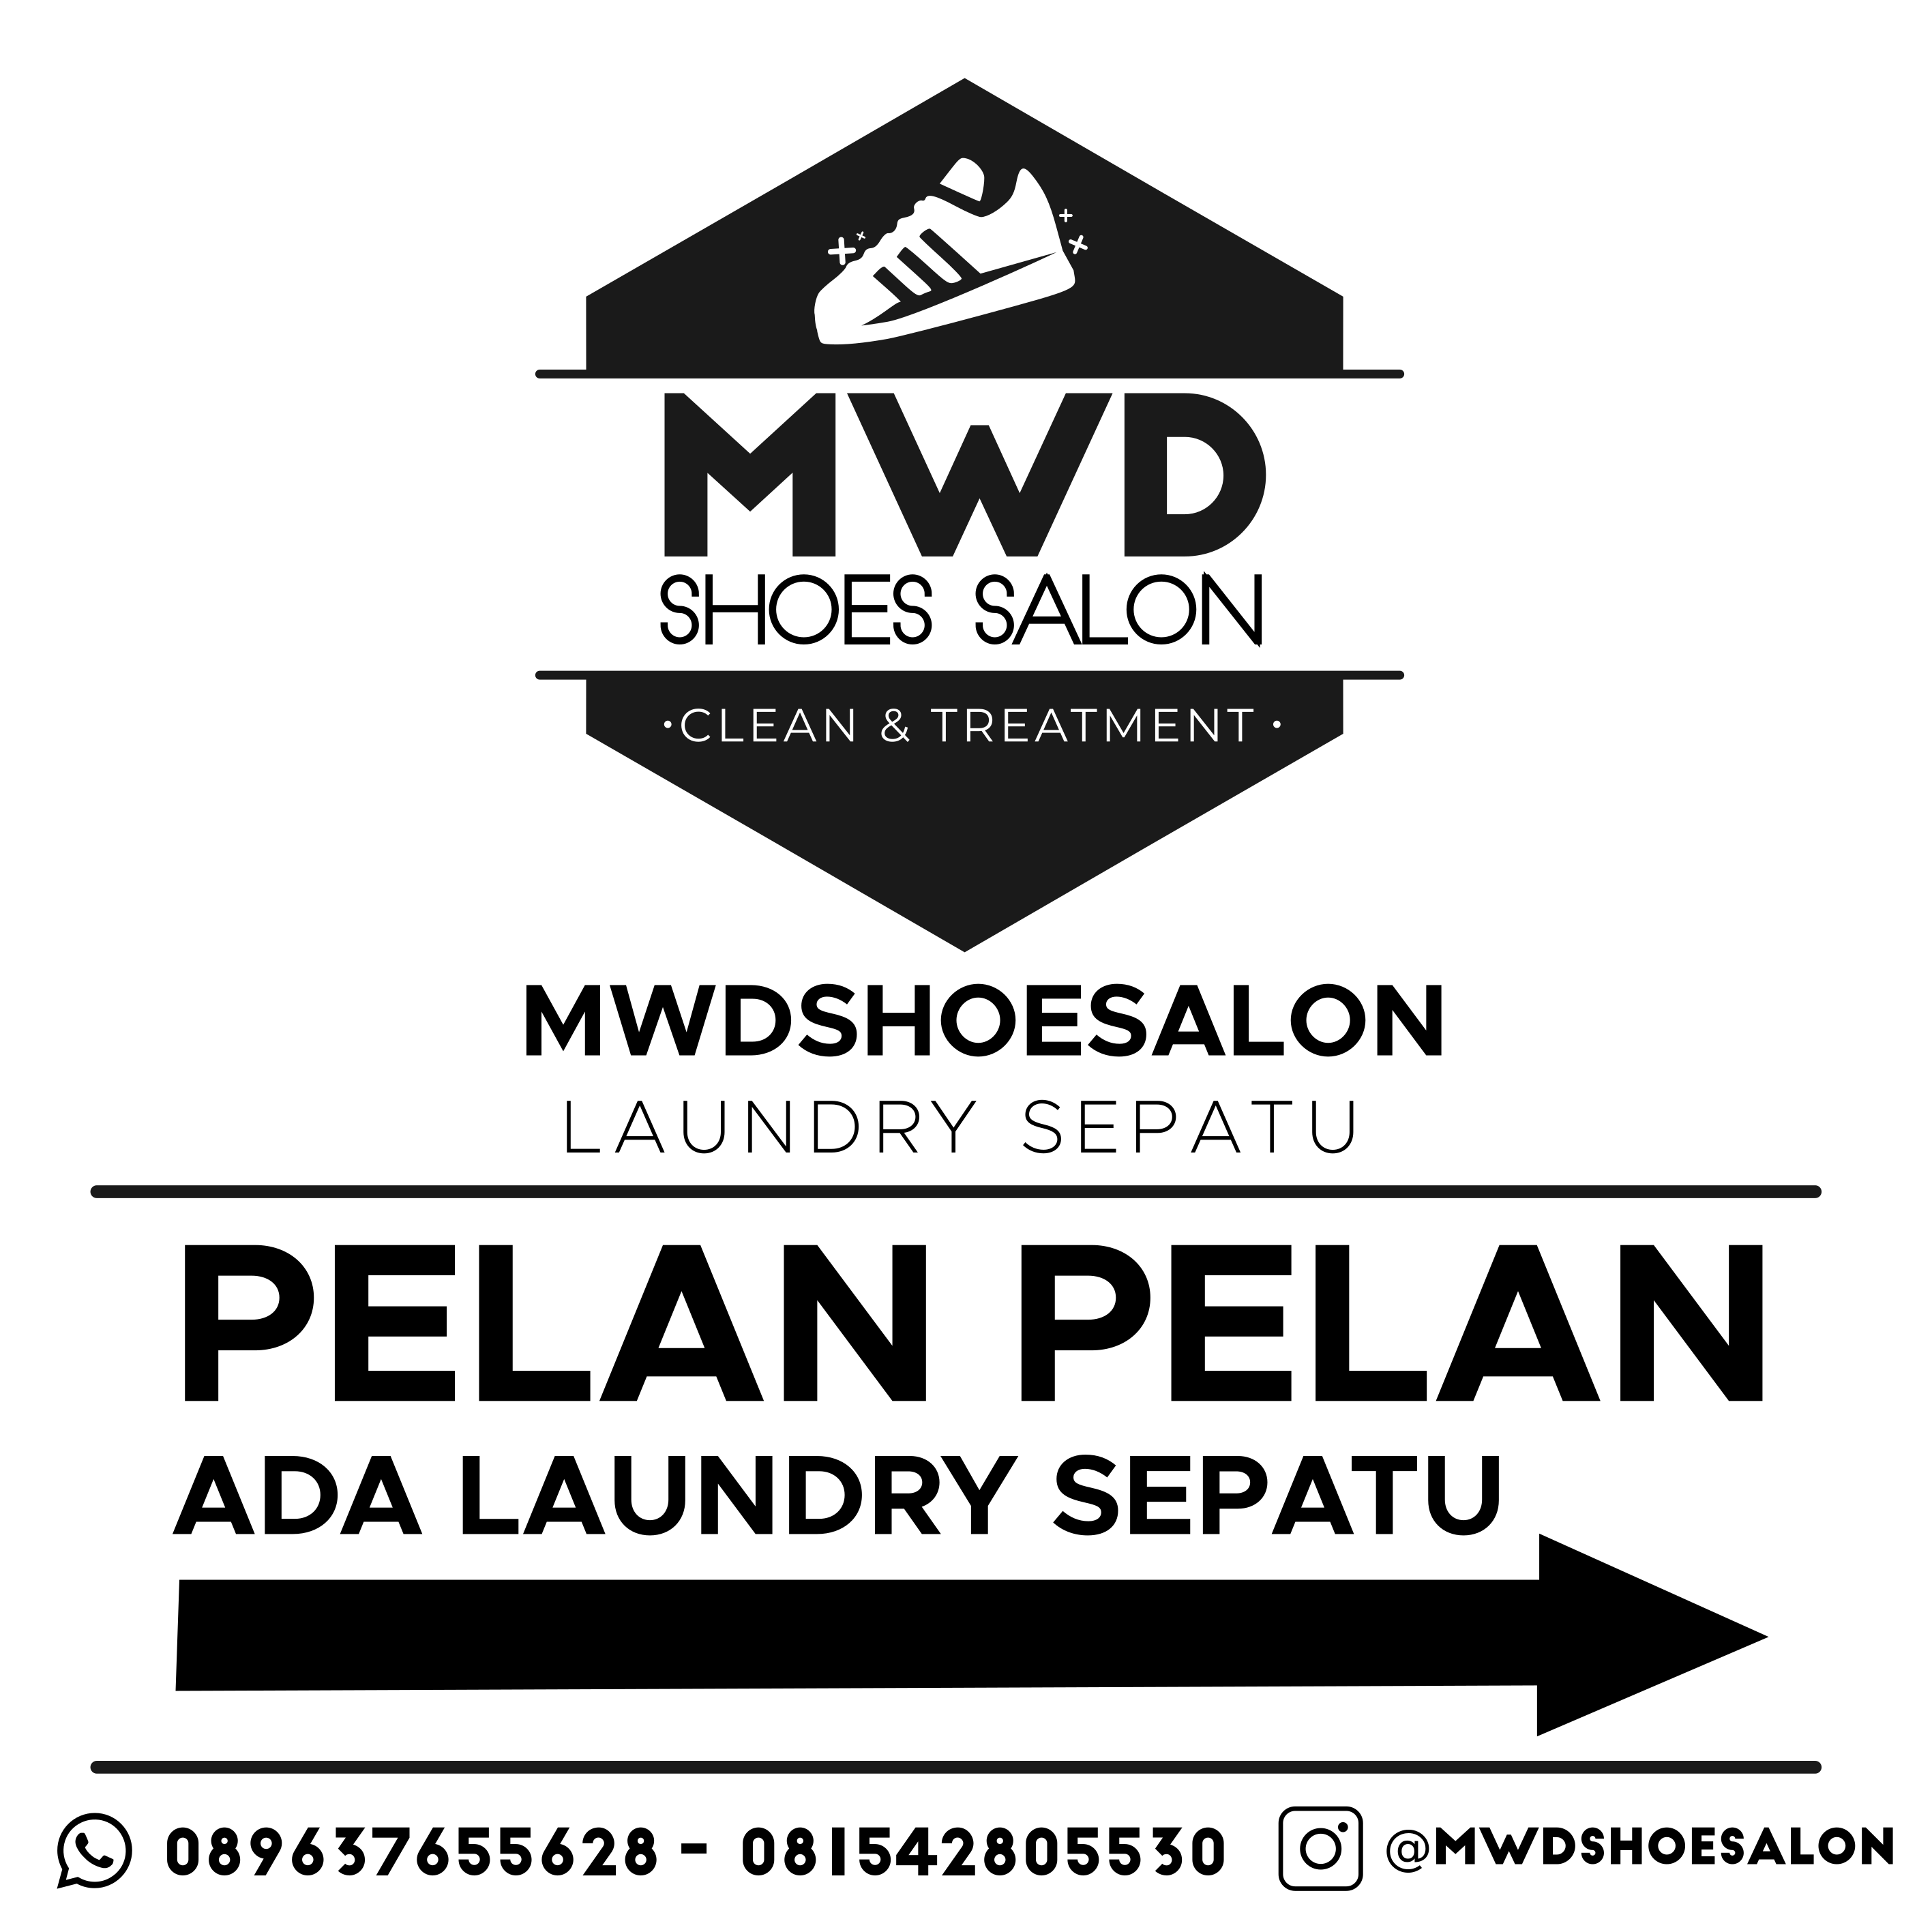 MWD
SHOES SALON
• CLEAN & TREATMENT •
MWDSHOESALON
LAUNDRY SEPATU
PELAN PELAN
ADA LAUNDRY SEPATU
089637655628 - 081542805530 @MWDSHOESALON